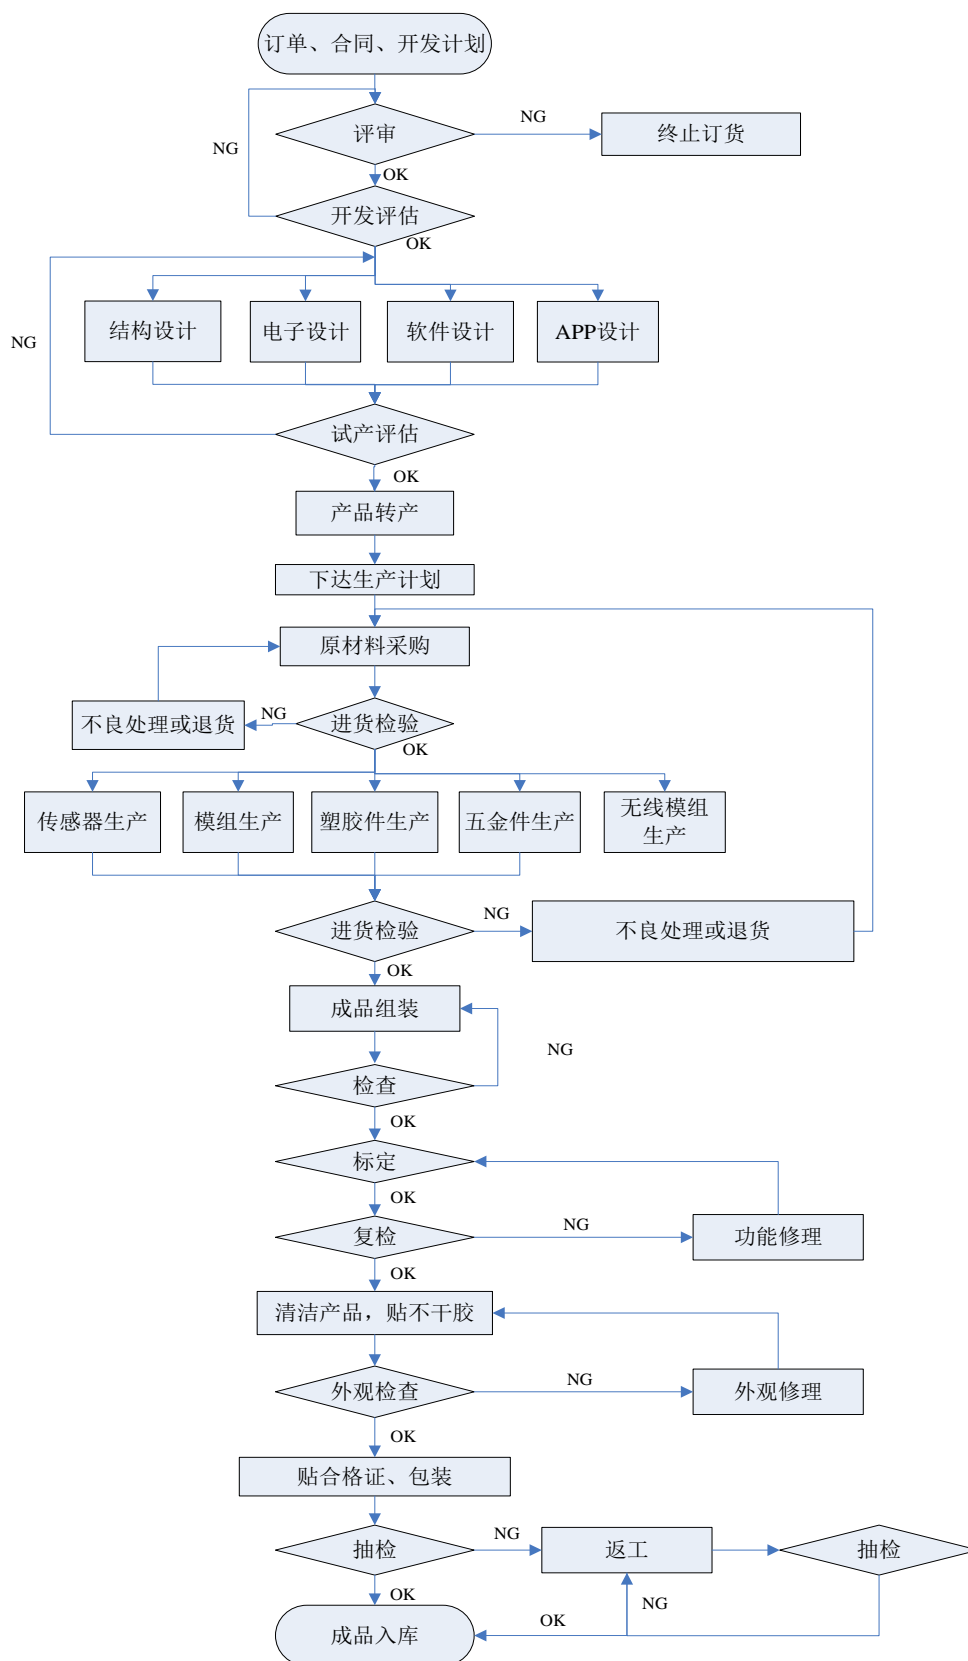 订单、合同、开发计划
评审
NG
终止订货
NG
OK
开发评估
OK
结构设计
电子设计
软件设计
APP设计
NG
试产评估
OK
产品转产
下达生产计划
原材料采购
不良处理或退货
NG
进货检验
OK
传感器生产
模组生产
塑胶件生产
五金件生产
无线模组
生产
进货检验
NG
不良处理或退货
OK
成品组装
NG
检查
OK
标定
OK
复检
NG
功能修理
OK
清洁产品，贴不干胶
外观检查
NG
外观修理
OK
贴合格证、包装
抽检
NG
返工
抽检
OK
NG
OK
成品入库